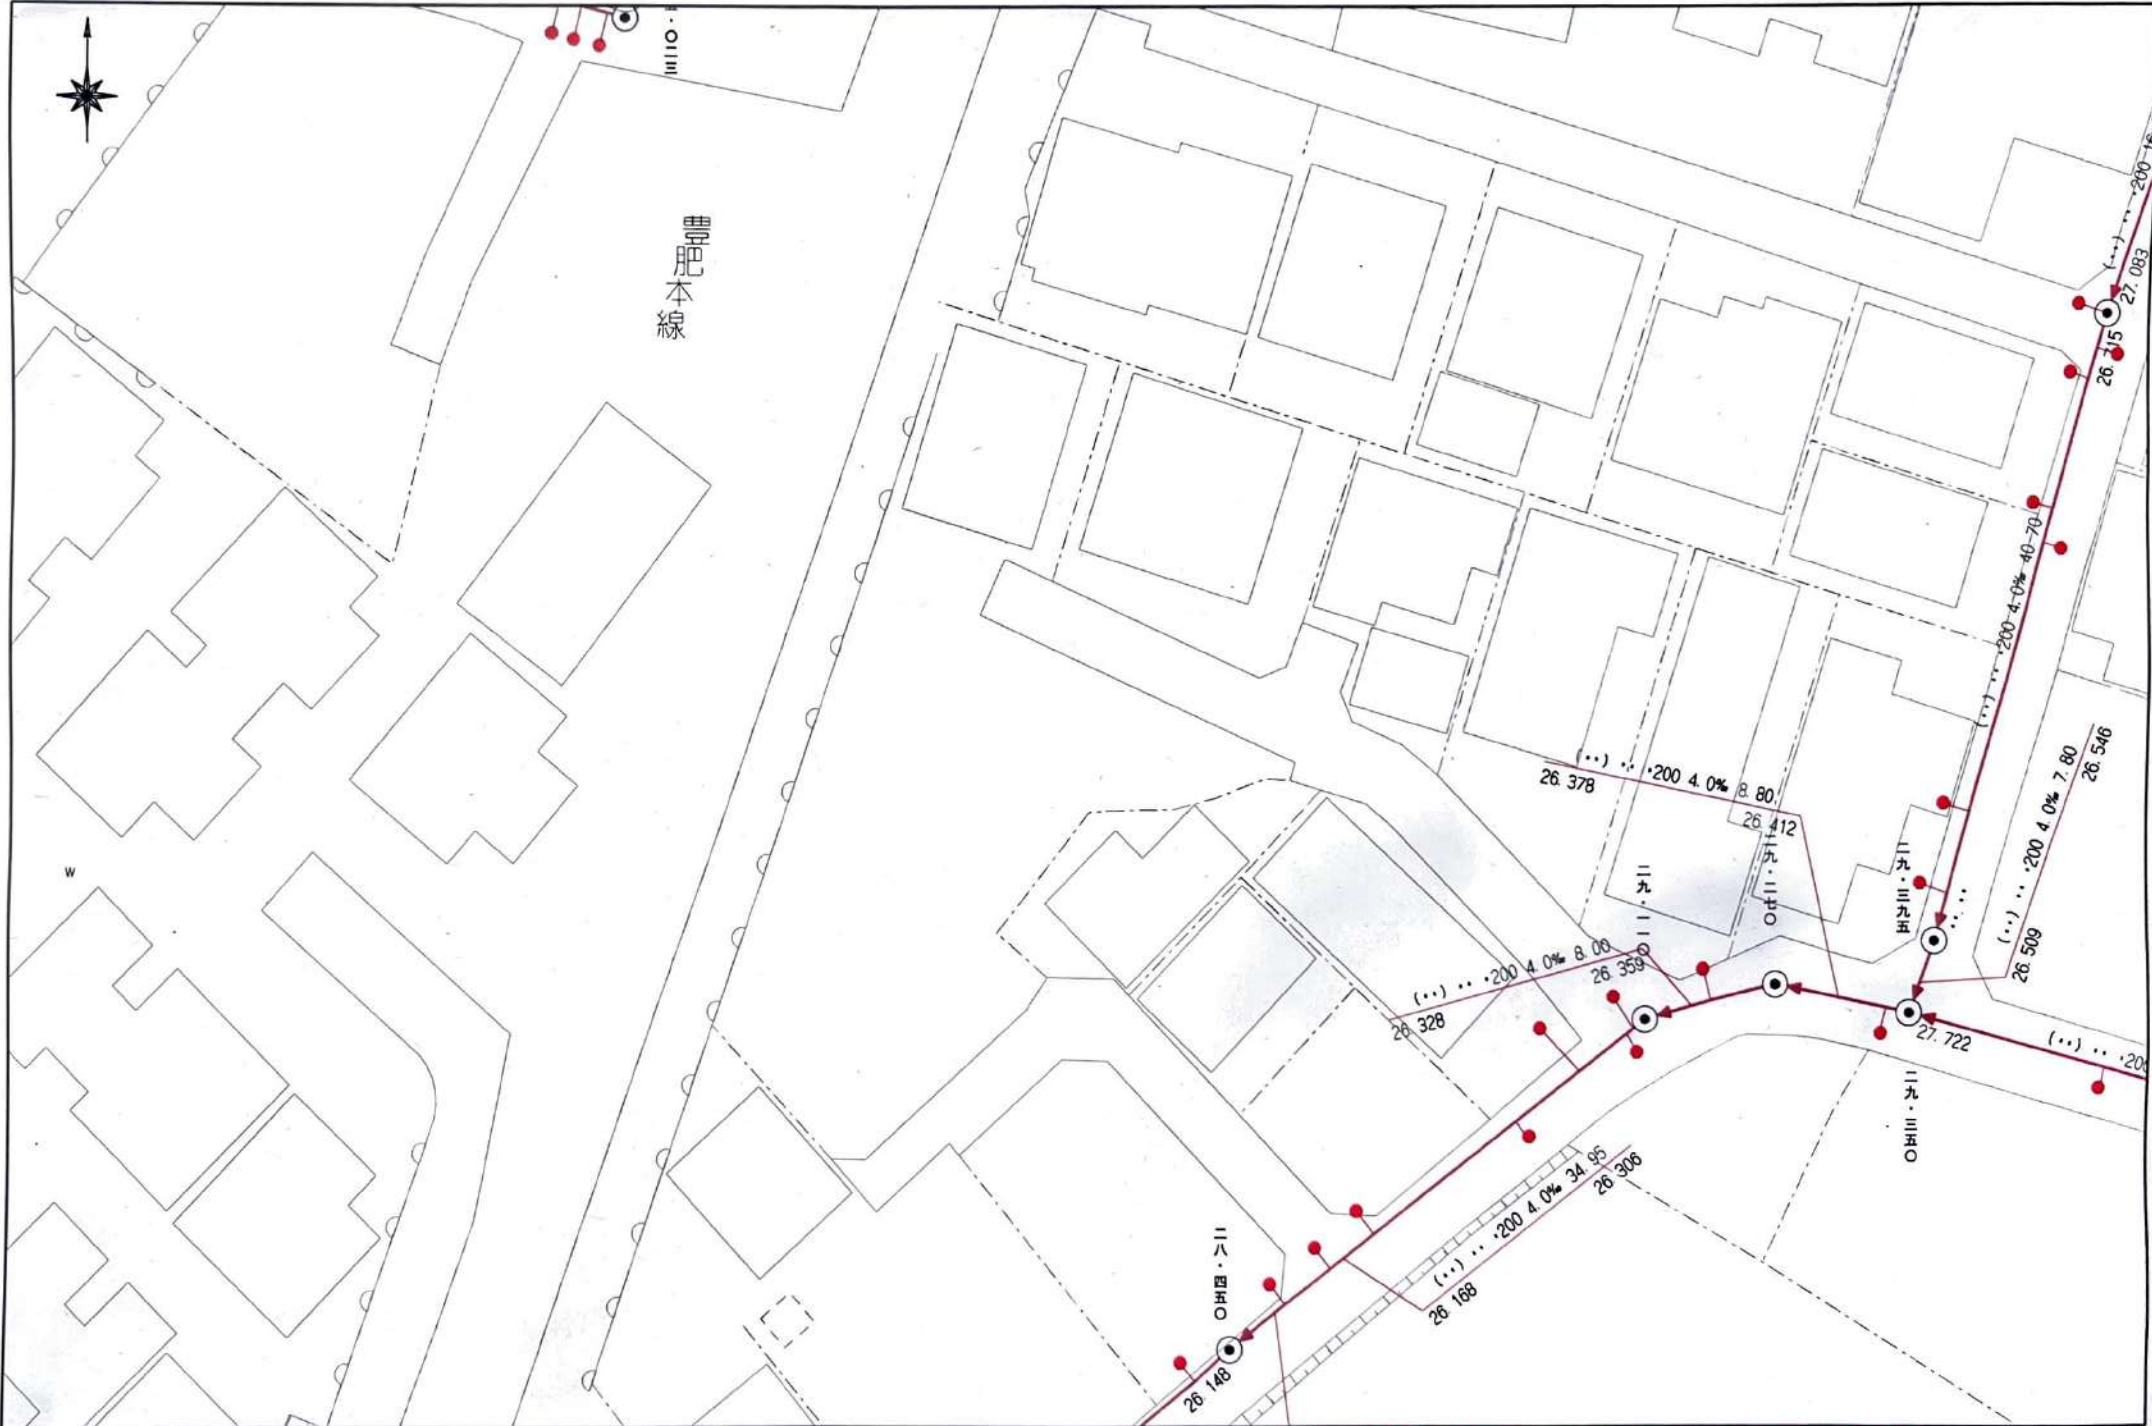 ・〇二三
豊肥本線
(・・) ・・ ・200
27. 083
26. 715
(・・) ・・ ・200 4. 0‰ 40 70
(・・) ・・ ・200 4. 0‰ 7. 80
26. 546
26. 509
(・・) ・・ ・200 4. 0‰ 8. 80
26. 378
26. 412
二九・二七〇
二九・三九五
二九・一一〇
(・・) ・・ ・200 4. 0‰ 8. 00
26. 359
26. 328
27. 722
(・・) ・・ ・200
二九・三五〇
(・・) ・・ ・200 4. 0‰ 34. 95
26. 306
26. 168
二八・四五〇
26. 148
W